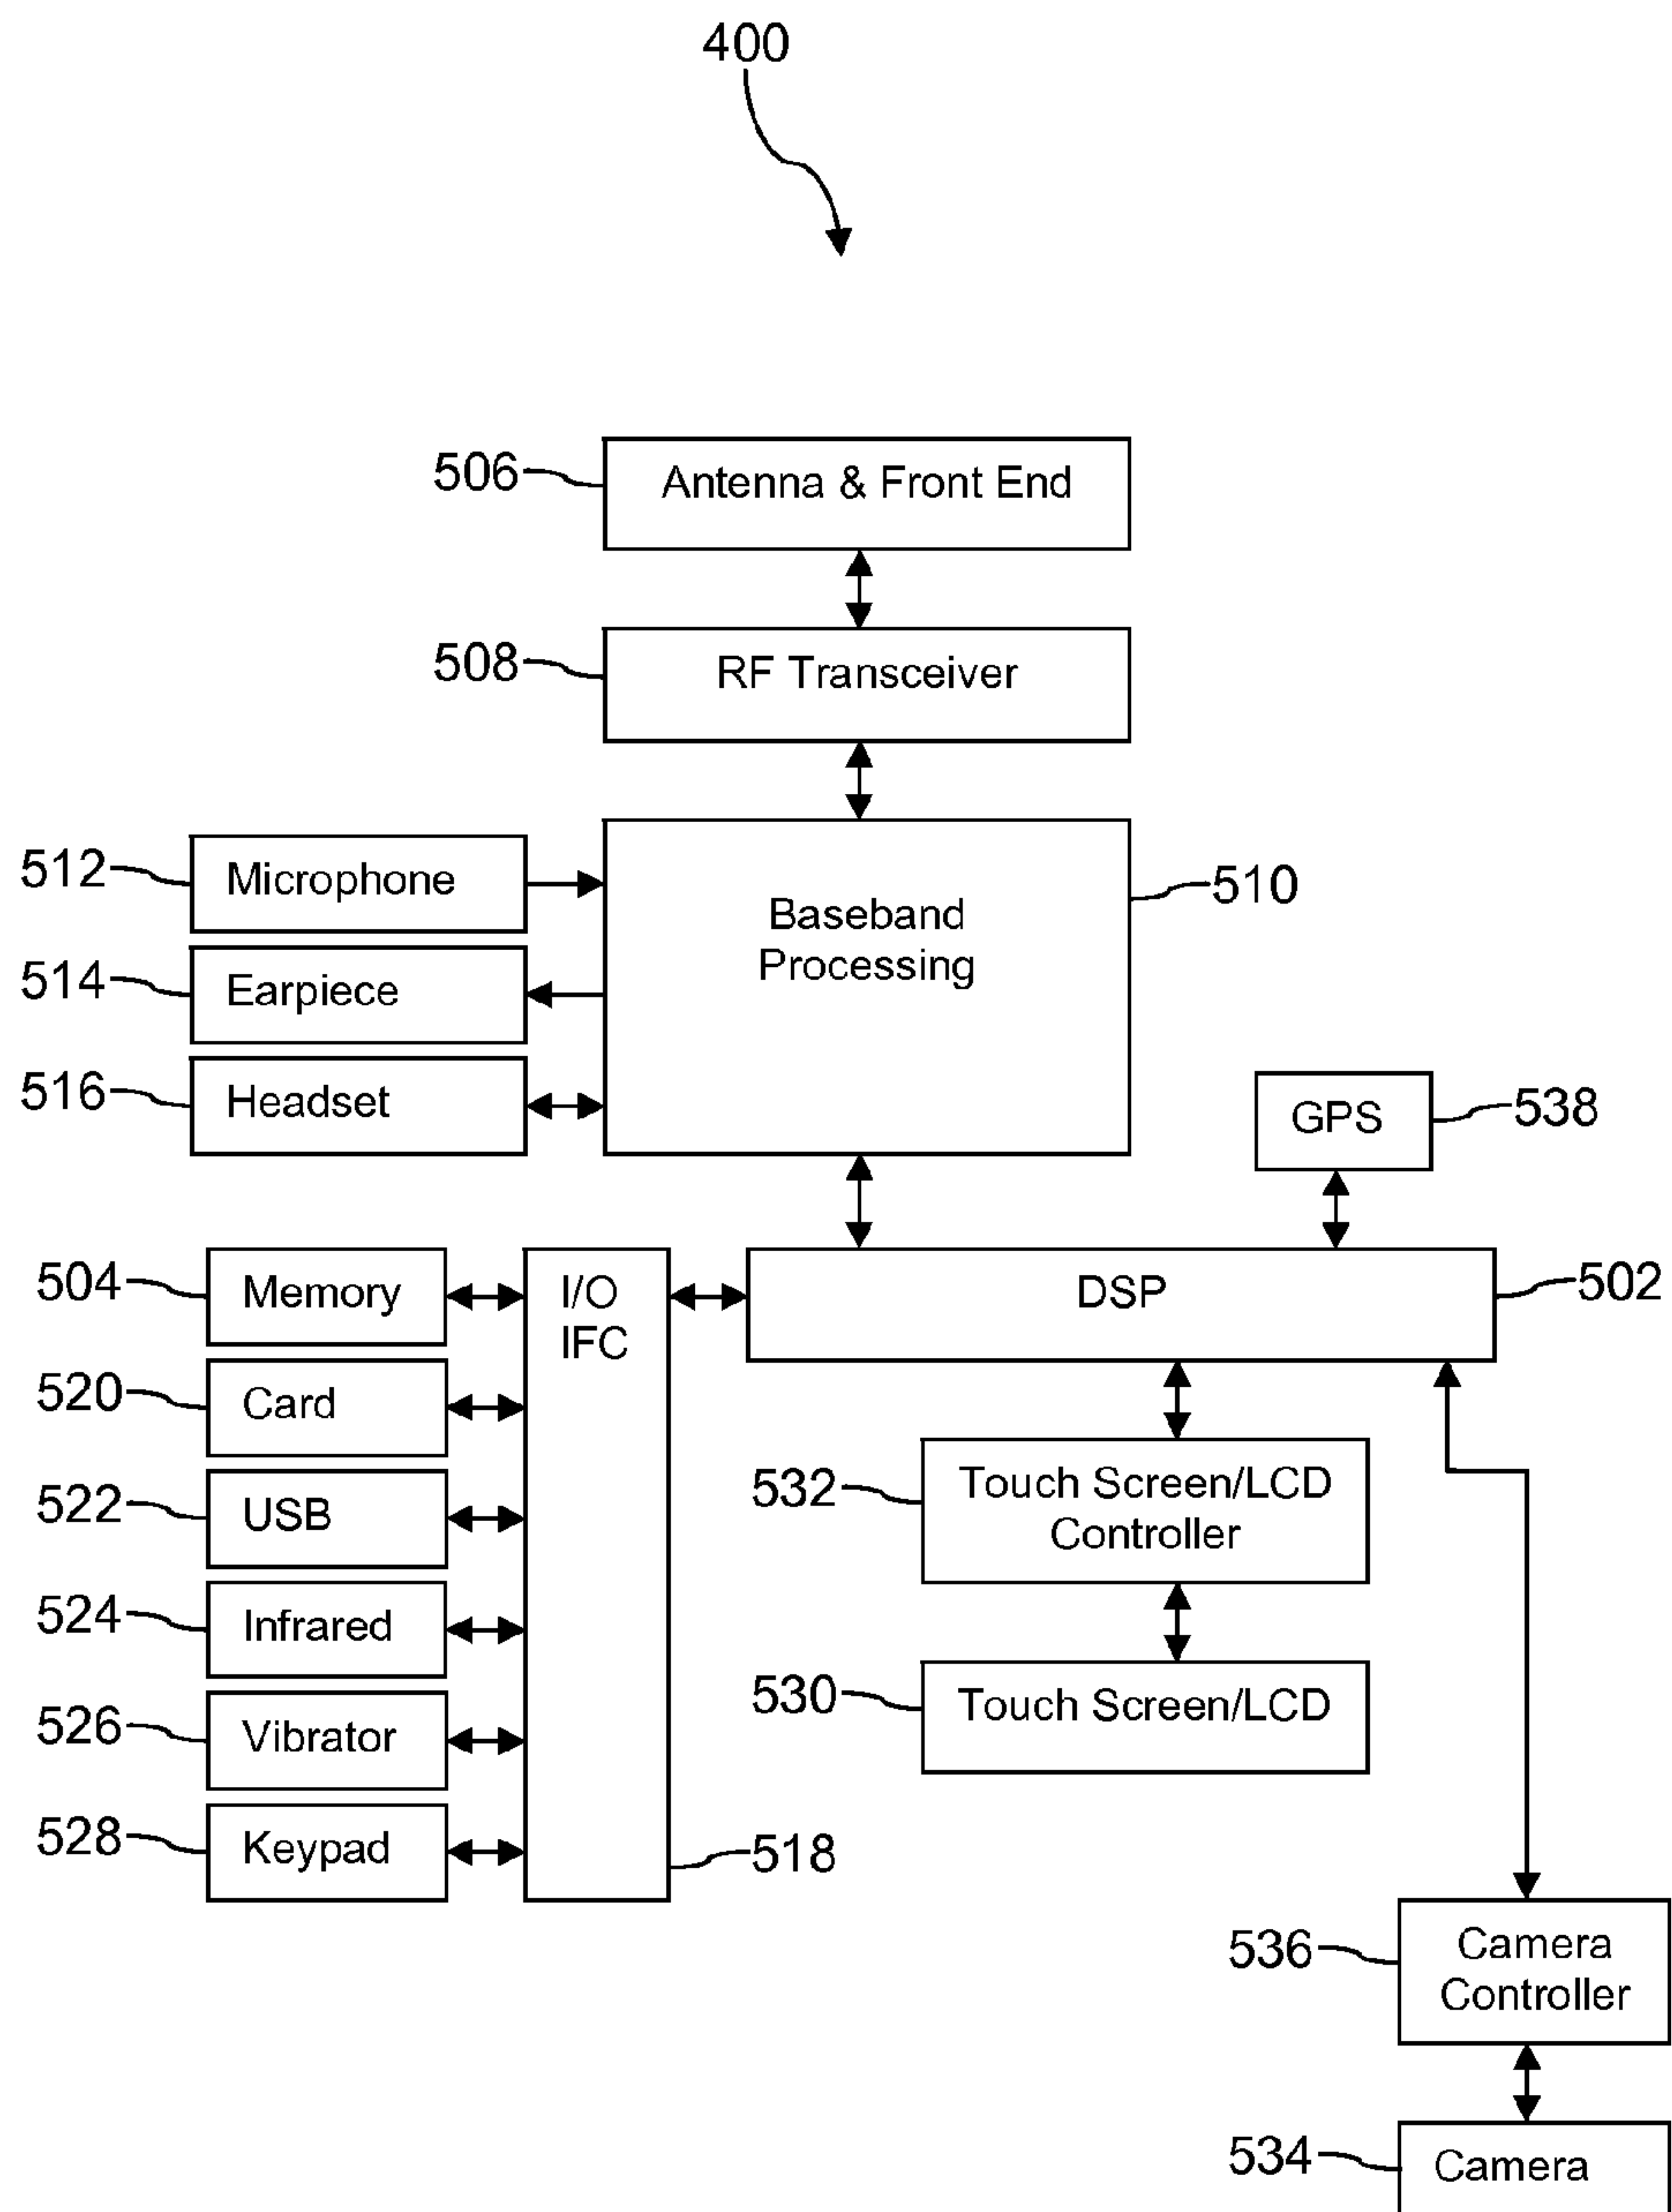 400
506
Antenna & Front End
508
RF Transceiver
512
Microphone
Baseband
Processing
510
514
Earpiece
516
Headset
GPS
538
504
Memory
I/O
IFC
DSP
502
520
Card
522
USB
532
Touch Screen/LCD
Controller
524
Infrared
526
Vibrator
530
Touch Screen/LCD
528
Keypad
518
536
Camera
Controller
534
Camera